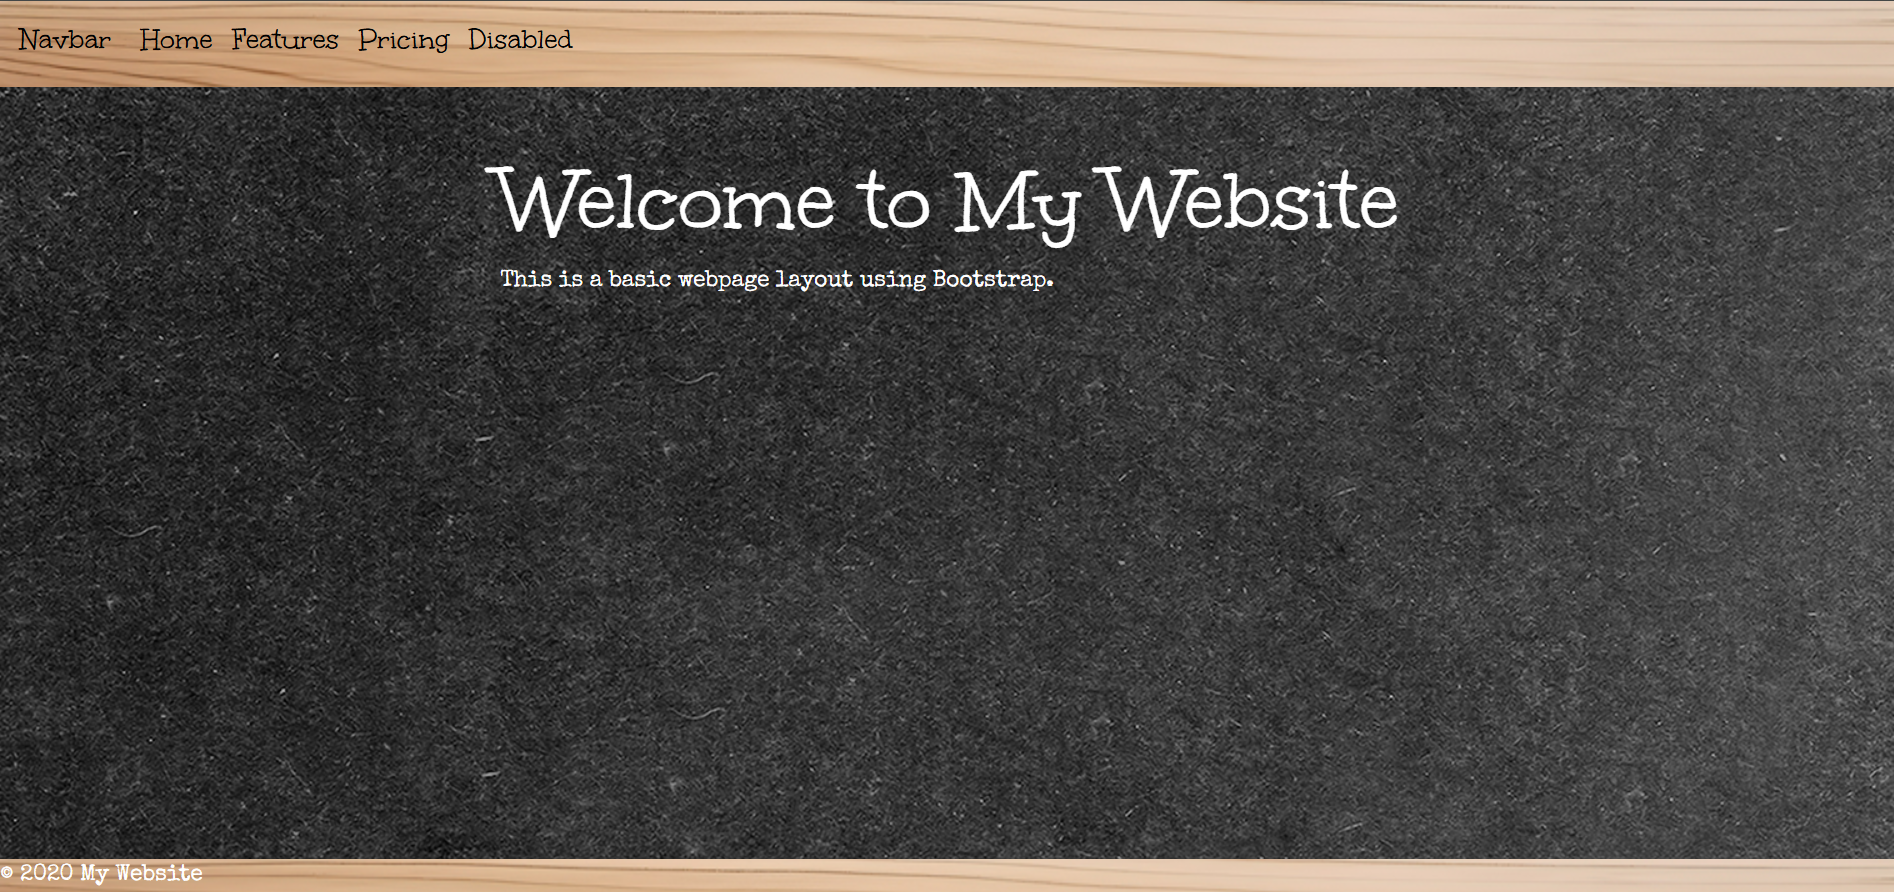 Navbar Home Features Pricing Disabled
Welcome to My Website
This is a basic webpage layout using Bootstrap.
© 2020 My Website